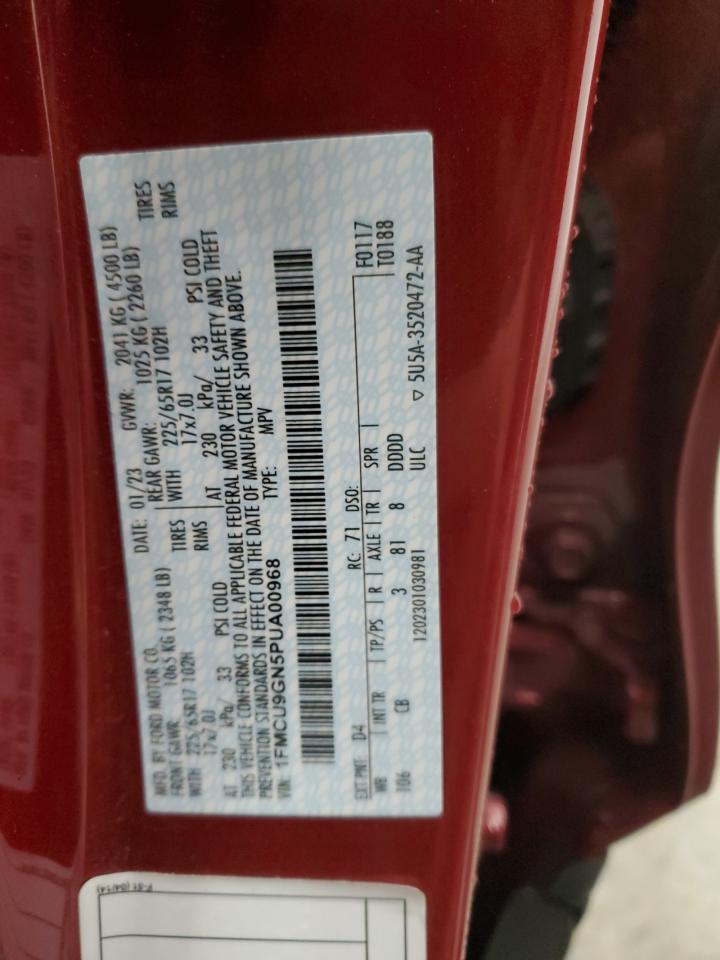 MFD. BY FORD MOTOR CO.
DATE: 01/23 GVWR: 2041 KG ( 4500 LB)
FRONT GAWR: 1065 KG ( 2348 LB)
REAR GAWR: 1025 KG ( 2260 LB)
WITH 225/65R17 102H TIRES
WITH 225/65R17 102H TIRES
17x7.0J RIMS
17x7.0J RIMS
AT 230 kPa/ 33 PSI COLD
AT 230 kPa/ 33 PSI COLD
THIS VEHICLE CONFORMS TO ALL APPLICABLE FEDERAL MOTOR VEHICLE SAFETY AND THEFT
PREVENTION STANDARDS IN EFFECT ON THE DATE OF MANUFACTURE SHOWN ABOVE.
VIN: 1FMCU9GN5PUA00968 TYPE: MPV
EXT PNT: D4 RC: 71 DSO: F0117
WB INT TR TP/PS R AXLE TR SPR T0188
106 CB 3 81 8 DDDD
120230103098​1 ULC ▽ 5U5A-3520472-AA
F-51 (04/14)